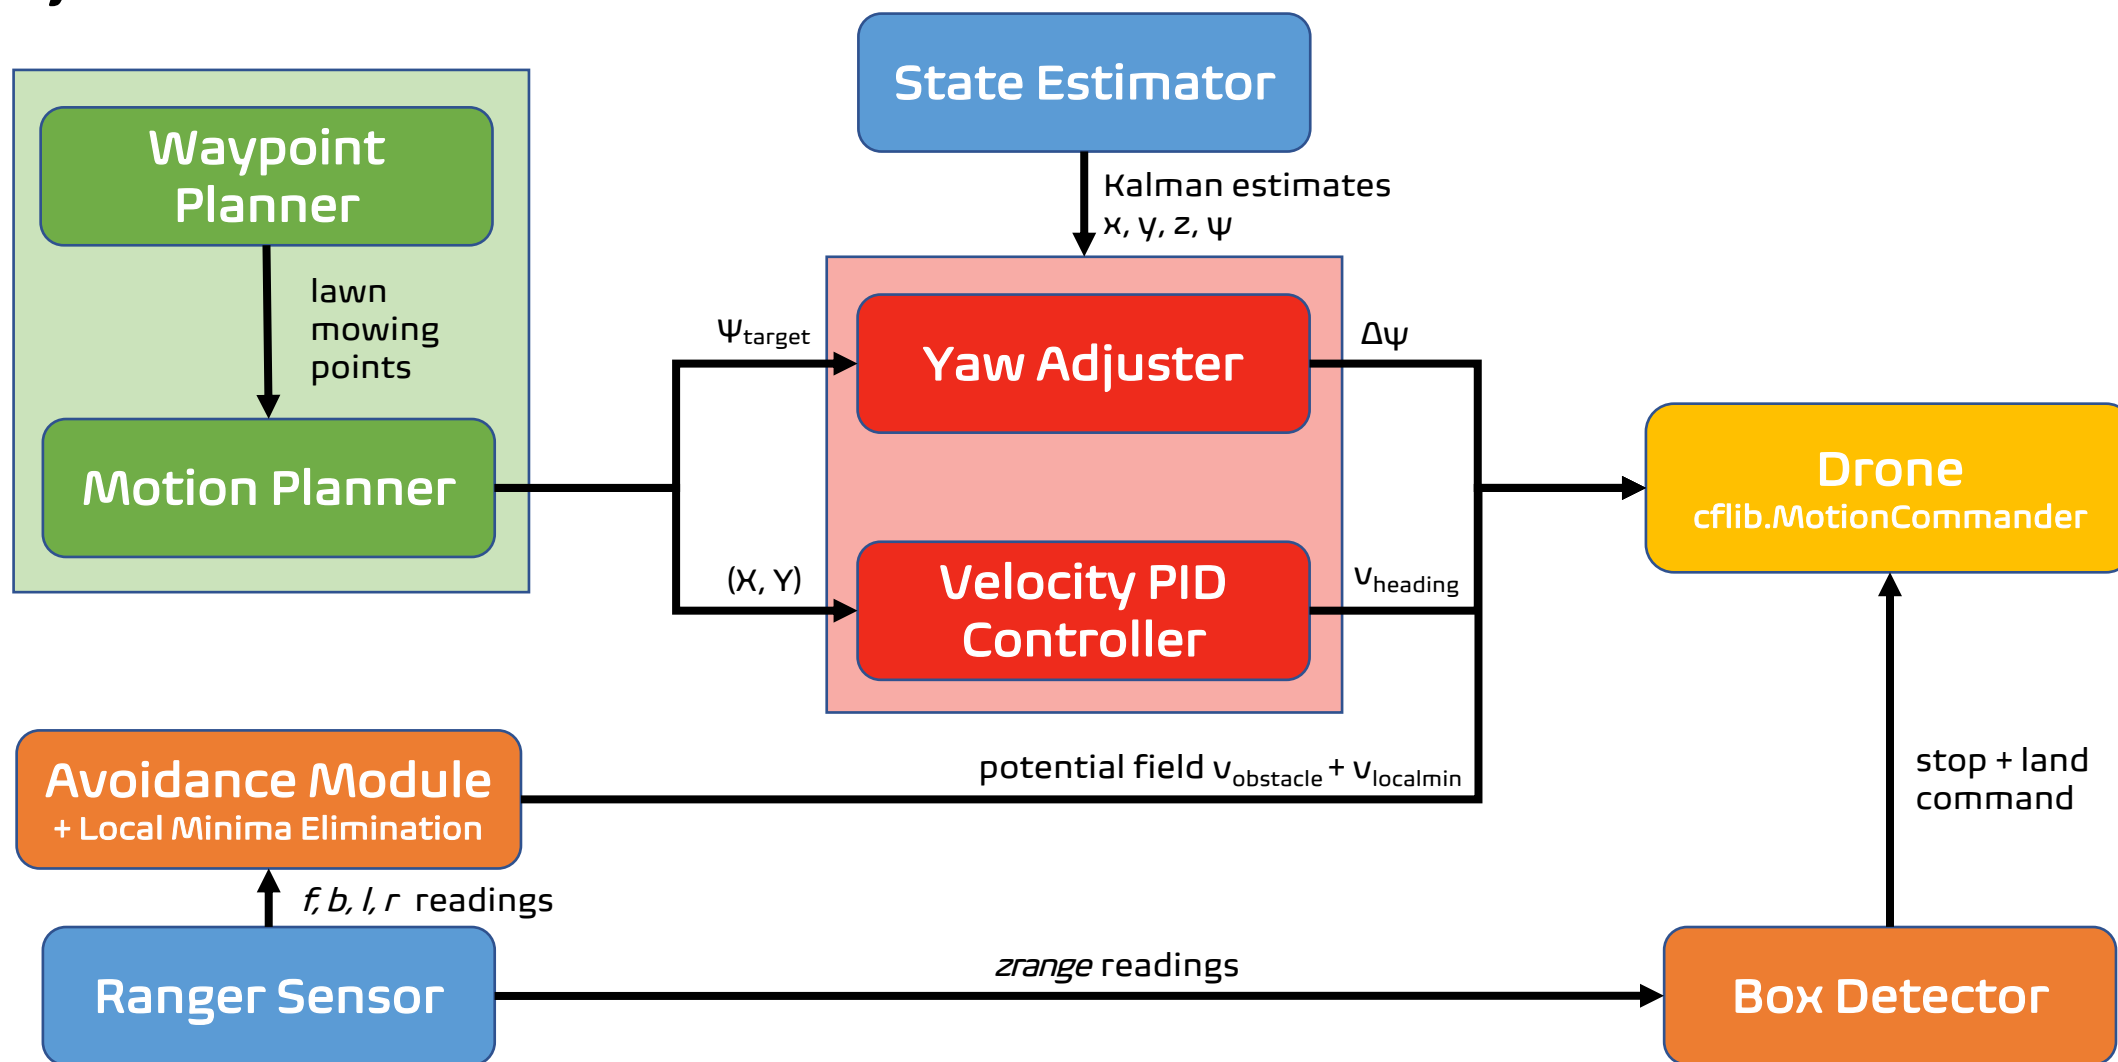 State Estimator
Waypoint
Planner
Kalman estimates
x, y, z, ψ
lawn
mowing
points
Ψtarget
Yaw Adjuster
Δψ
Motion Planner
Drone
cflib.MotionCommander
(X, Y)
Velocity PID
Controller
vheading
Avoidance Module
+ Local Minima Elimination
potential field vobstacle + vlocalmin
stop + land
command
f, b, l, r readings
Ranger Sensor
zrange readings
Box Detector